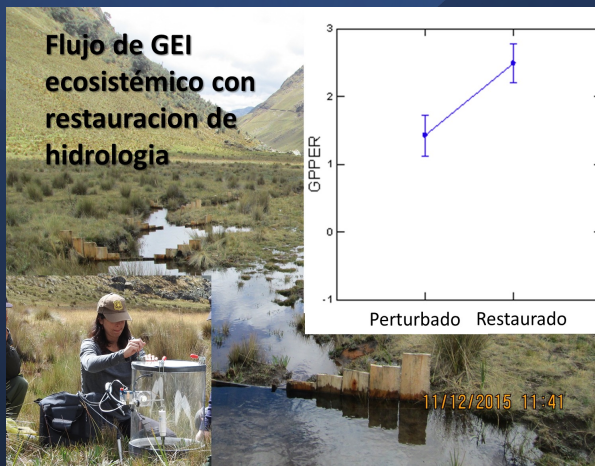 Flujo de GEI
ecosistémico con
restauracion de
hidrologia
3
2
GPPER
1
0
-1
Perturbado Restaurado
11/12/2015 11:41